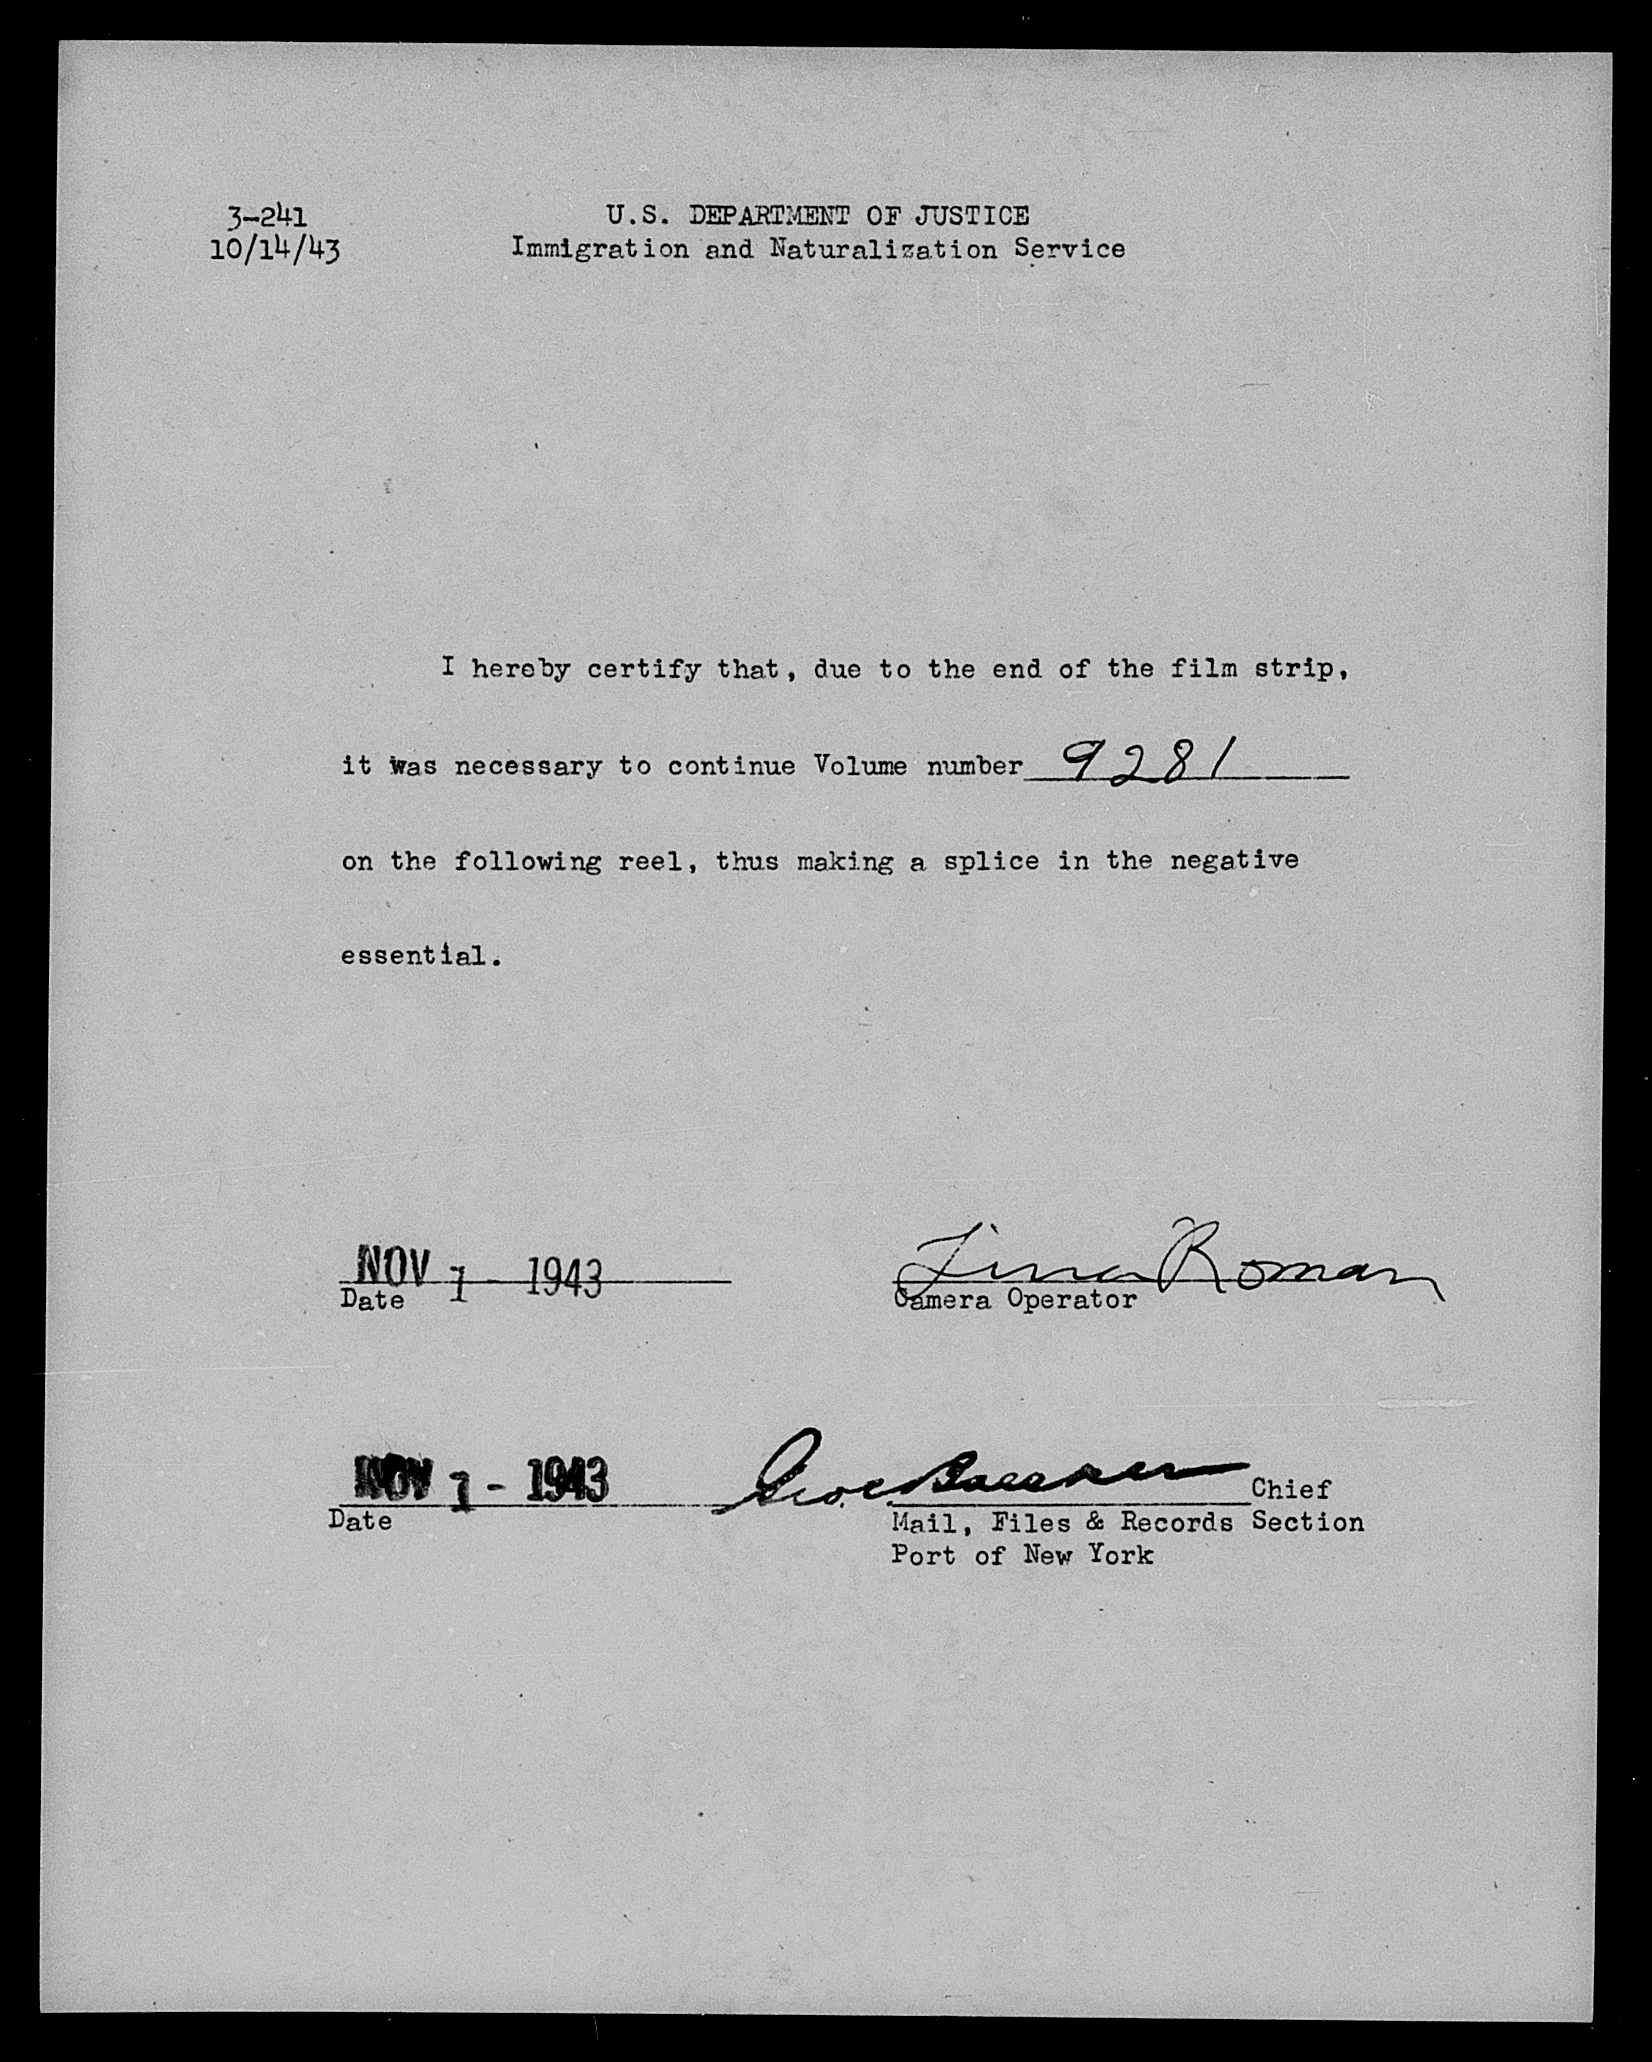 3-241
10/14/43
U.S. DEPARTMENT OF JUSTICE
Immigration and Naturalization Service
I hereby certify that, due to the end of the film strip,
it was necessary to continue Volume number 9281
on the following reel, thus making a splice in the negative
essential.
NOV 1 - 1943
Date
Tina Roman
Camera Operator
NOV 1 - 1943
Date
Geo. Chief
Mail, Files & Records Section
Port of New York